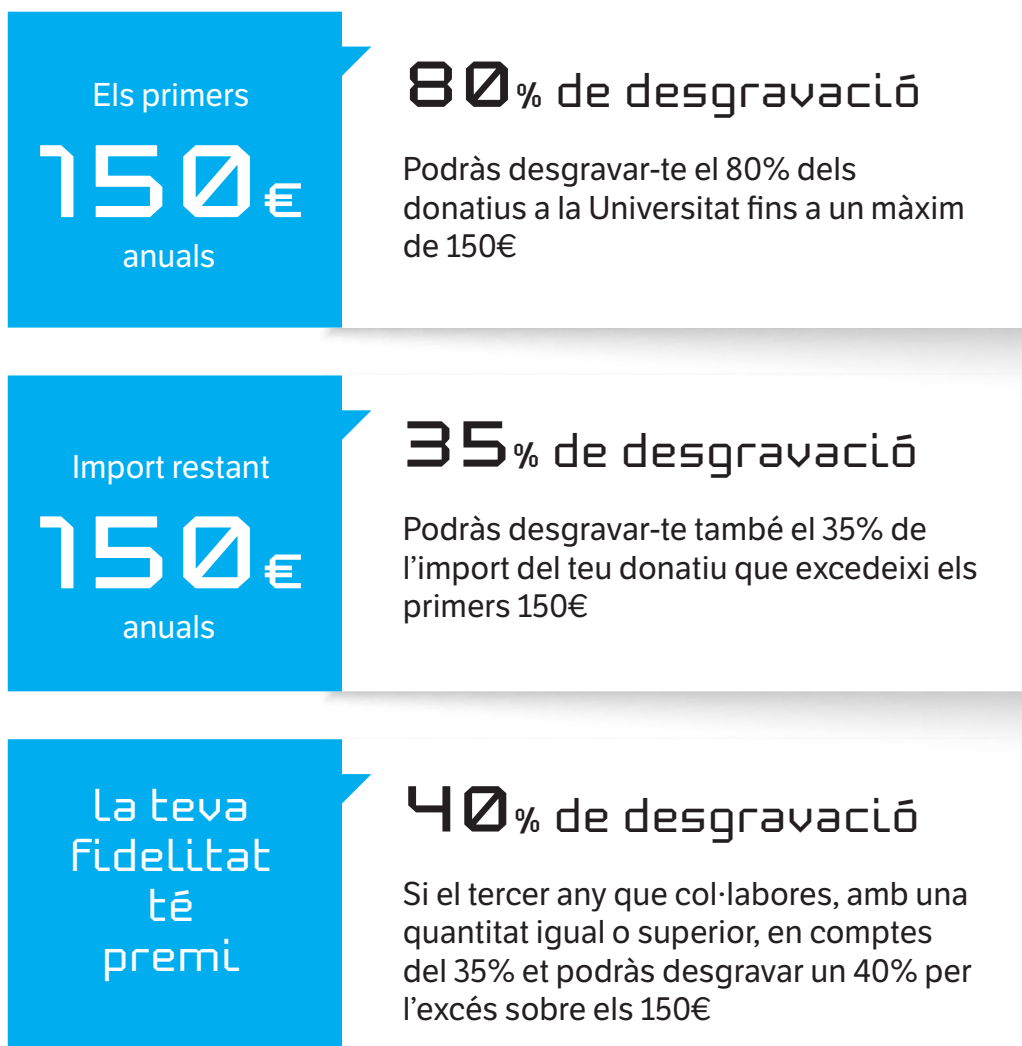 Els primers
150€
anuals
80% de desgravació
Podràs desgravar-te el 80% dels
donatius a la Universitat fins a un màxim
de 150€
Import restant
150€
anuals
35% de desgravació
Podràs desgravar-te també el 35% de
l'import del teu donatiu que excedeixi els
primers 150€
La teva
fidelitat
té
premi
40% de desgravació
Si el tercer any que col·labores, amb una
quantitat igual o superior, en comptes
del 35% et podràs desgravar un 40% per
l'excés sobre els 150€